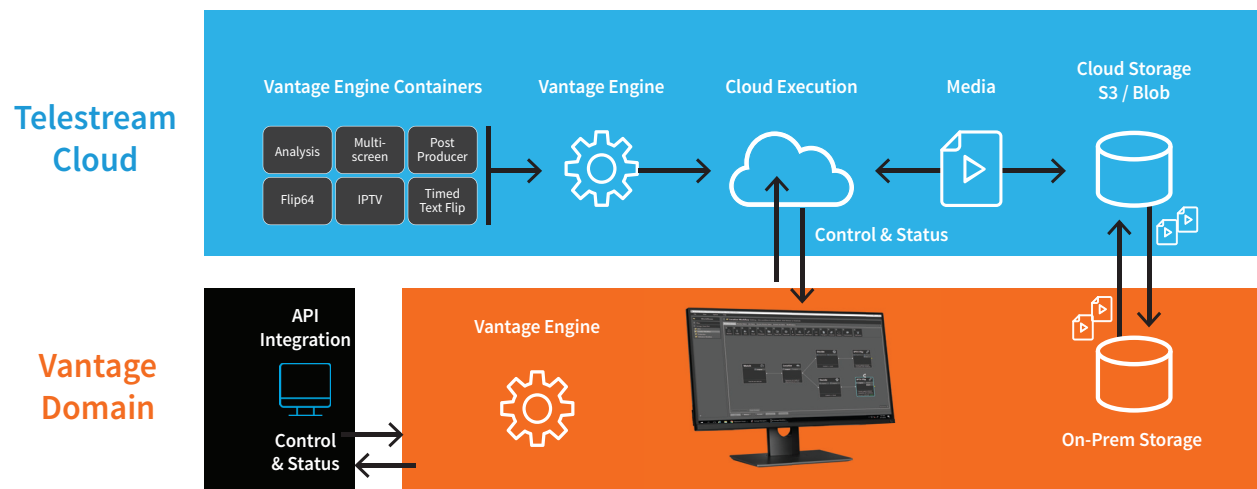 Telestream
Cloud
Vantage Engine Containers
Analysis
Multi-
screen
Post
Producer
Flip64
IPTV
Timed
Text Flip
Vantage Engine
Cloud Execution
Media
Cloud Storage
S3 / Blob
Control & Status
Vantage
Domain
API
Integration
Control
& Status
Vantage Engine
On-Prem Storage